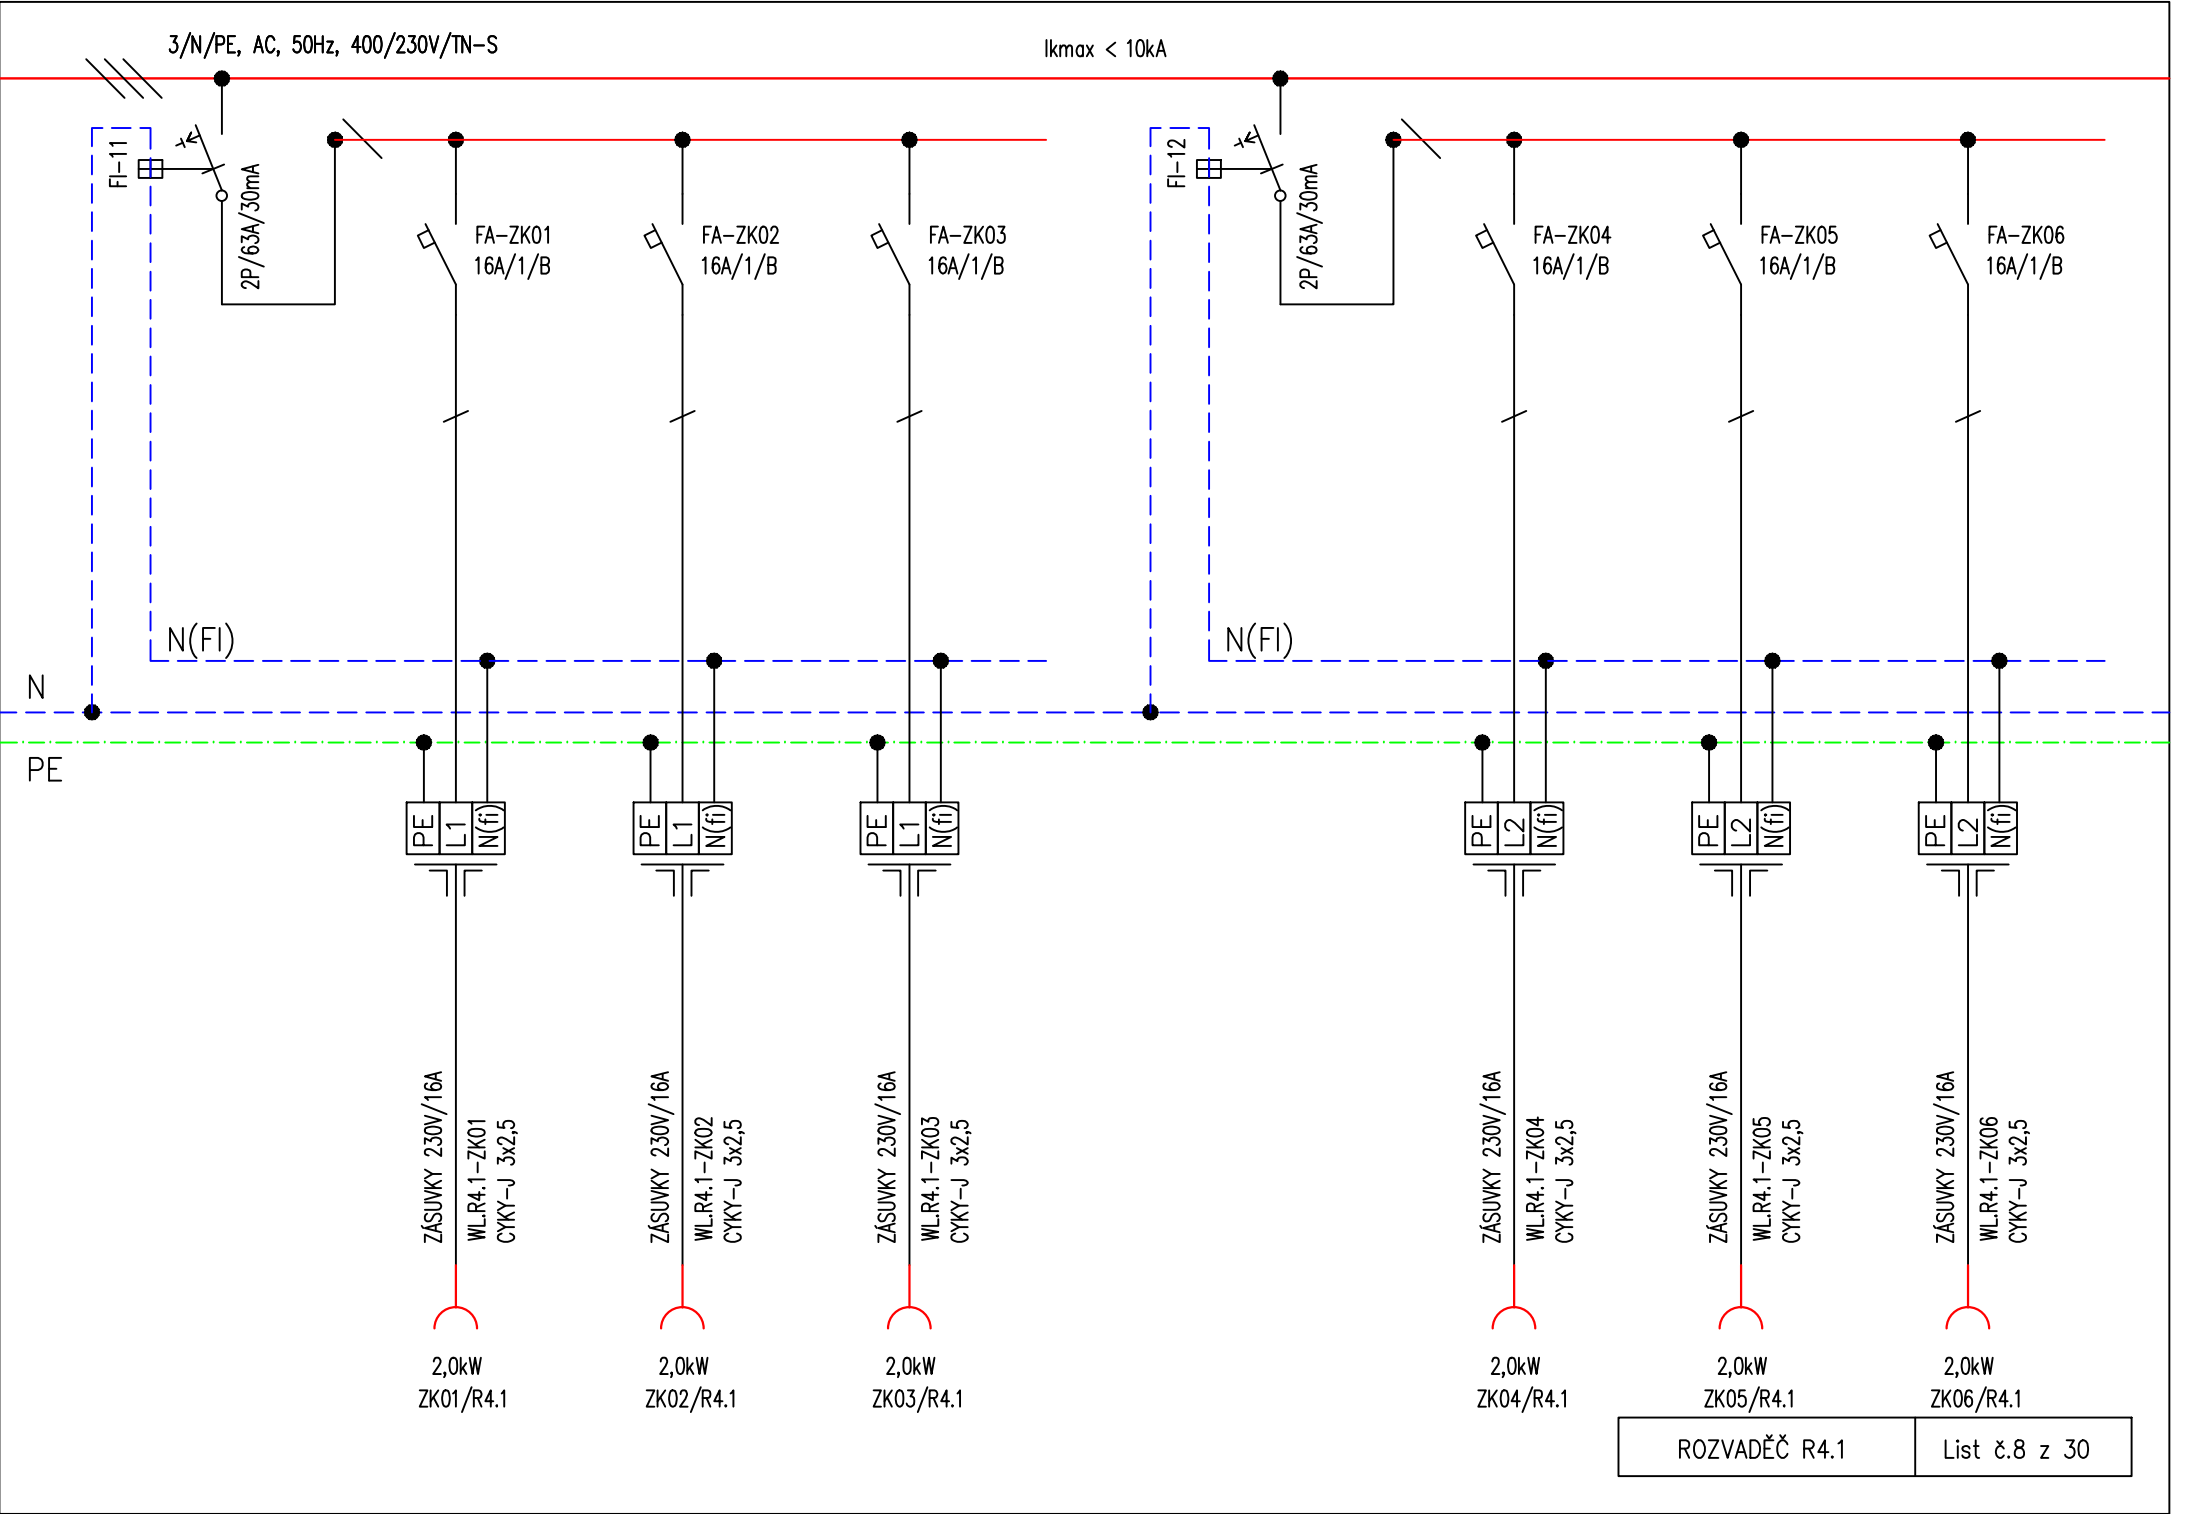 3/N/PE, AC, 50Hz, 400/230V/TN-S
Ikmax < 10kA
FI-11
2P/63A/30mA
FA-ZK01
16A/1/B
FA-ZK02
16A/1/B
FA-ZK03
16A/1/B
FI-12
2P/63A/30mA
FA-ZK04
16A/1/B
FA-ZK05
16A/1/B
FA-ZK06
16A/1/B
N(FI)
N(FI)
N
PE
PE L1 N(fi)
PE L1 N(fi)
PE L1 N(fi)
PE L2 N(fi)
PE L2 N(fi)
PE L2 N(fi)
ZÁSUVKY 230V/16A
WL.R4.1-ZK01
CYKY-J 3x2,5
ZÁSUVKY 230V/16A
WL.R4.1-ZK02
CYKY-J 3x2,5
ZÁSUVKY 230V/16A
WL.R4.1-ZK03
CYKY-J 3x2,5
ZÁSUVKY 230V/16A
WL.R4.1-ZK04
CYKY-J 3x2,5
ZÁSUVKY 230V/16A
WL.R4.1-ZK05
CYKY-J 3x2,5
ZÁSUVKY 230V/16A
WL.R4.1-ZK06
CYKY-J 3x2,5
2,0kW
ZK01/R4.1
2,0kW
ZK02/R4.1
2,0kW
ZK03/R4.1
2,0kW
ZK04/R4.1
2,0kW
ZK05/R4.1
2,0kW
ZK06/R4.1
ROZVADĚČ R4.1
List č.8 z 30